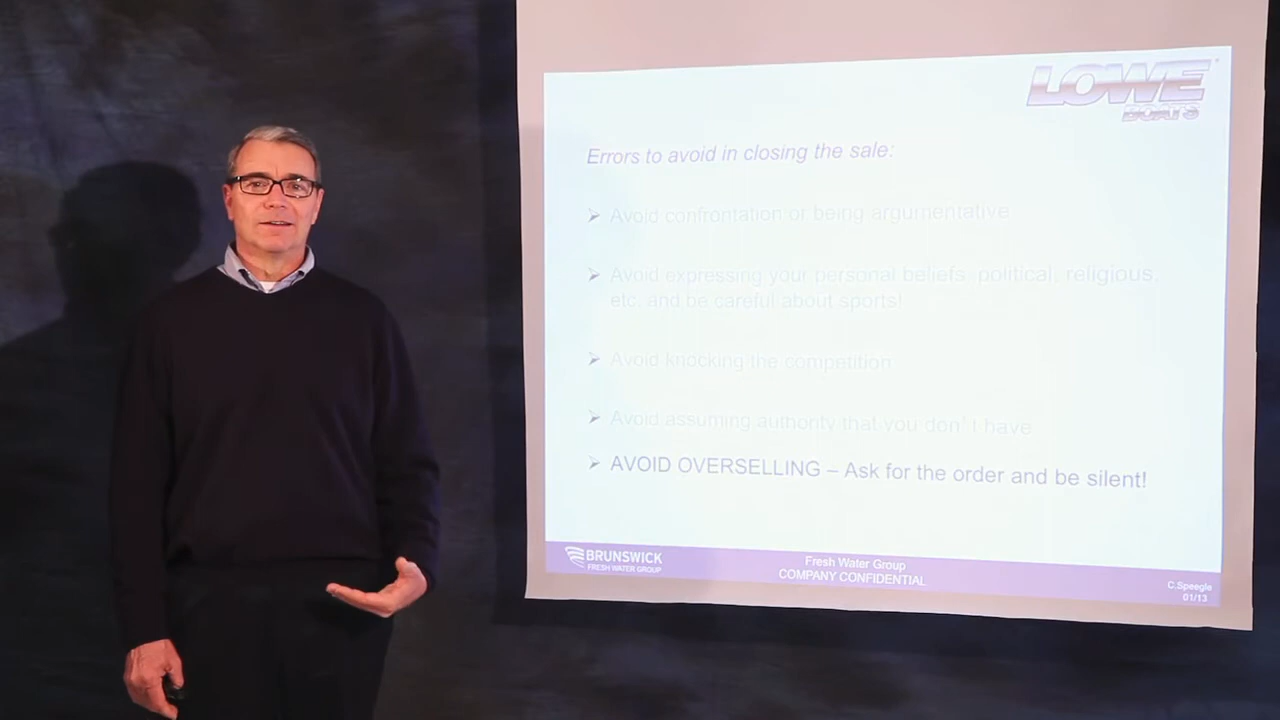 LOWE
BOATS
Errors to avoid in closing the sale:
➢ Avoid confrontation or being argumentative
➢ Avoid expressing your personal beliefs, political, religious,
etc. and be careful about sports!
➢ Avoid knocking the competition
➢ Avoid assuming authority that you don't have
➢ AVOID OVERSELLING – Ask for the order and be silent!
BRUNSWICK
FRESH WATER GROUP
Fresh Water Group
COMPANY CONFIDENTIAL
C.Speegle
01/13